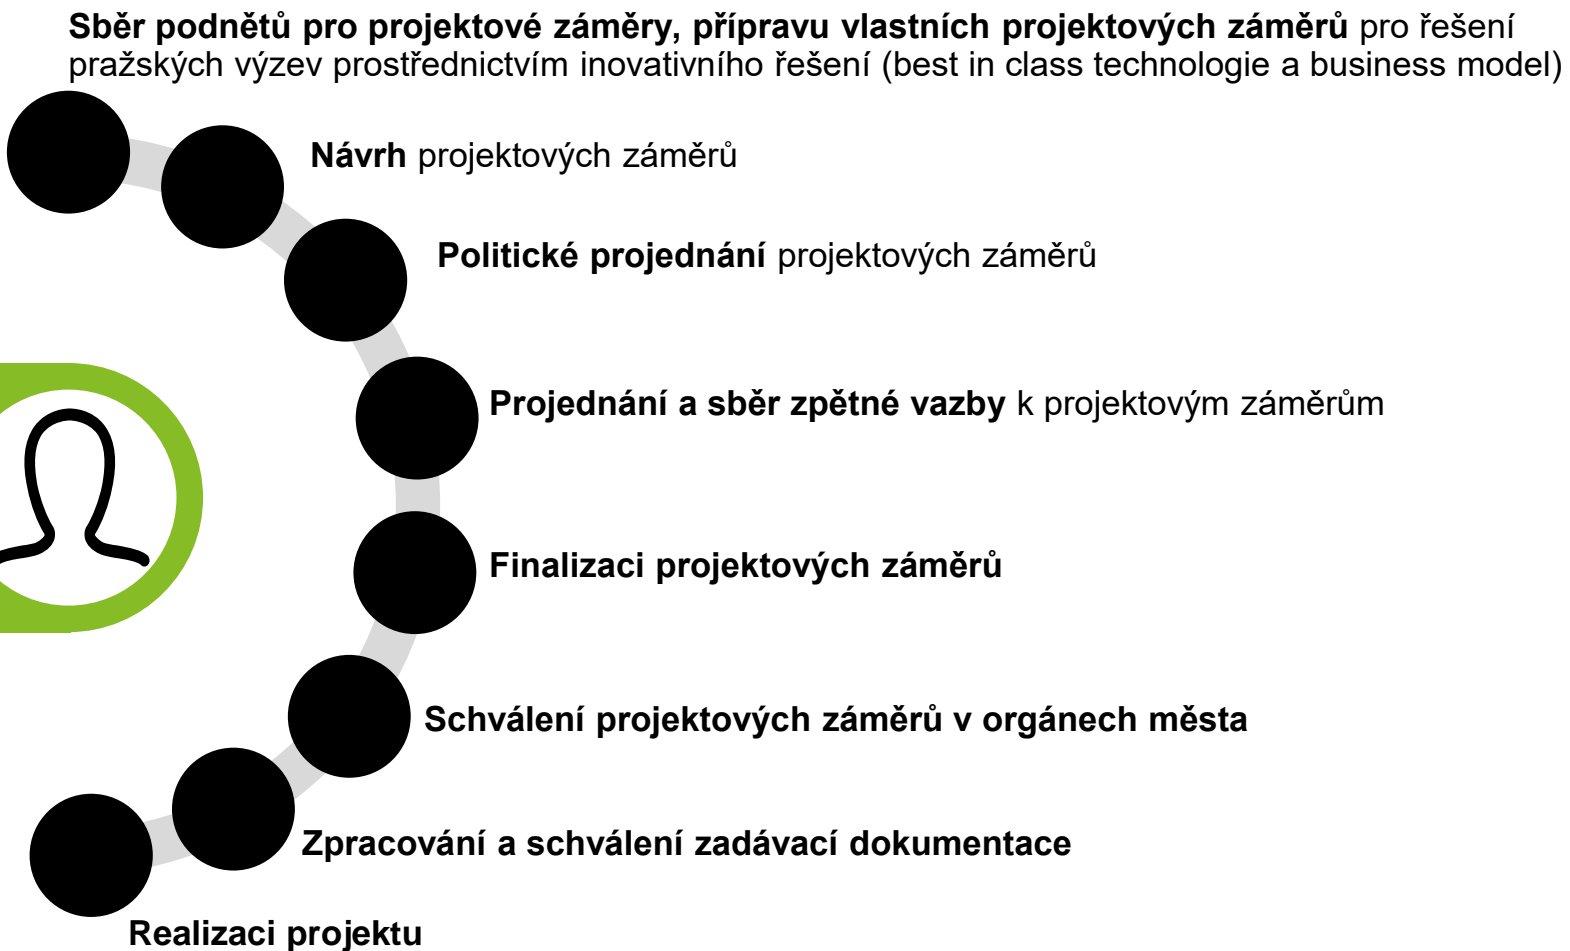 Sběr podnětů pro projektové záměry, přípravu vlastních projektových záměrů pro řešení
pražských výzev prostřednictvím inovativního řešení (best in class technologie a business model)
Návrh projektových záměrů
Politické projednání projektových záměrů
Projednání a sběr zpětné vazby k projektovým záměrům
Finalizaci projektových záměrů
Schválení projektových záměrů v orgánech města
Zpracování a schválení zadávací dokumentace
Realizaci projektu